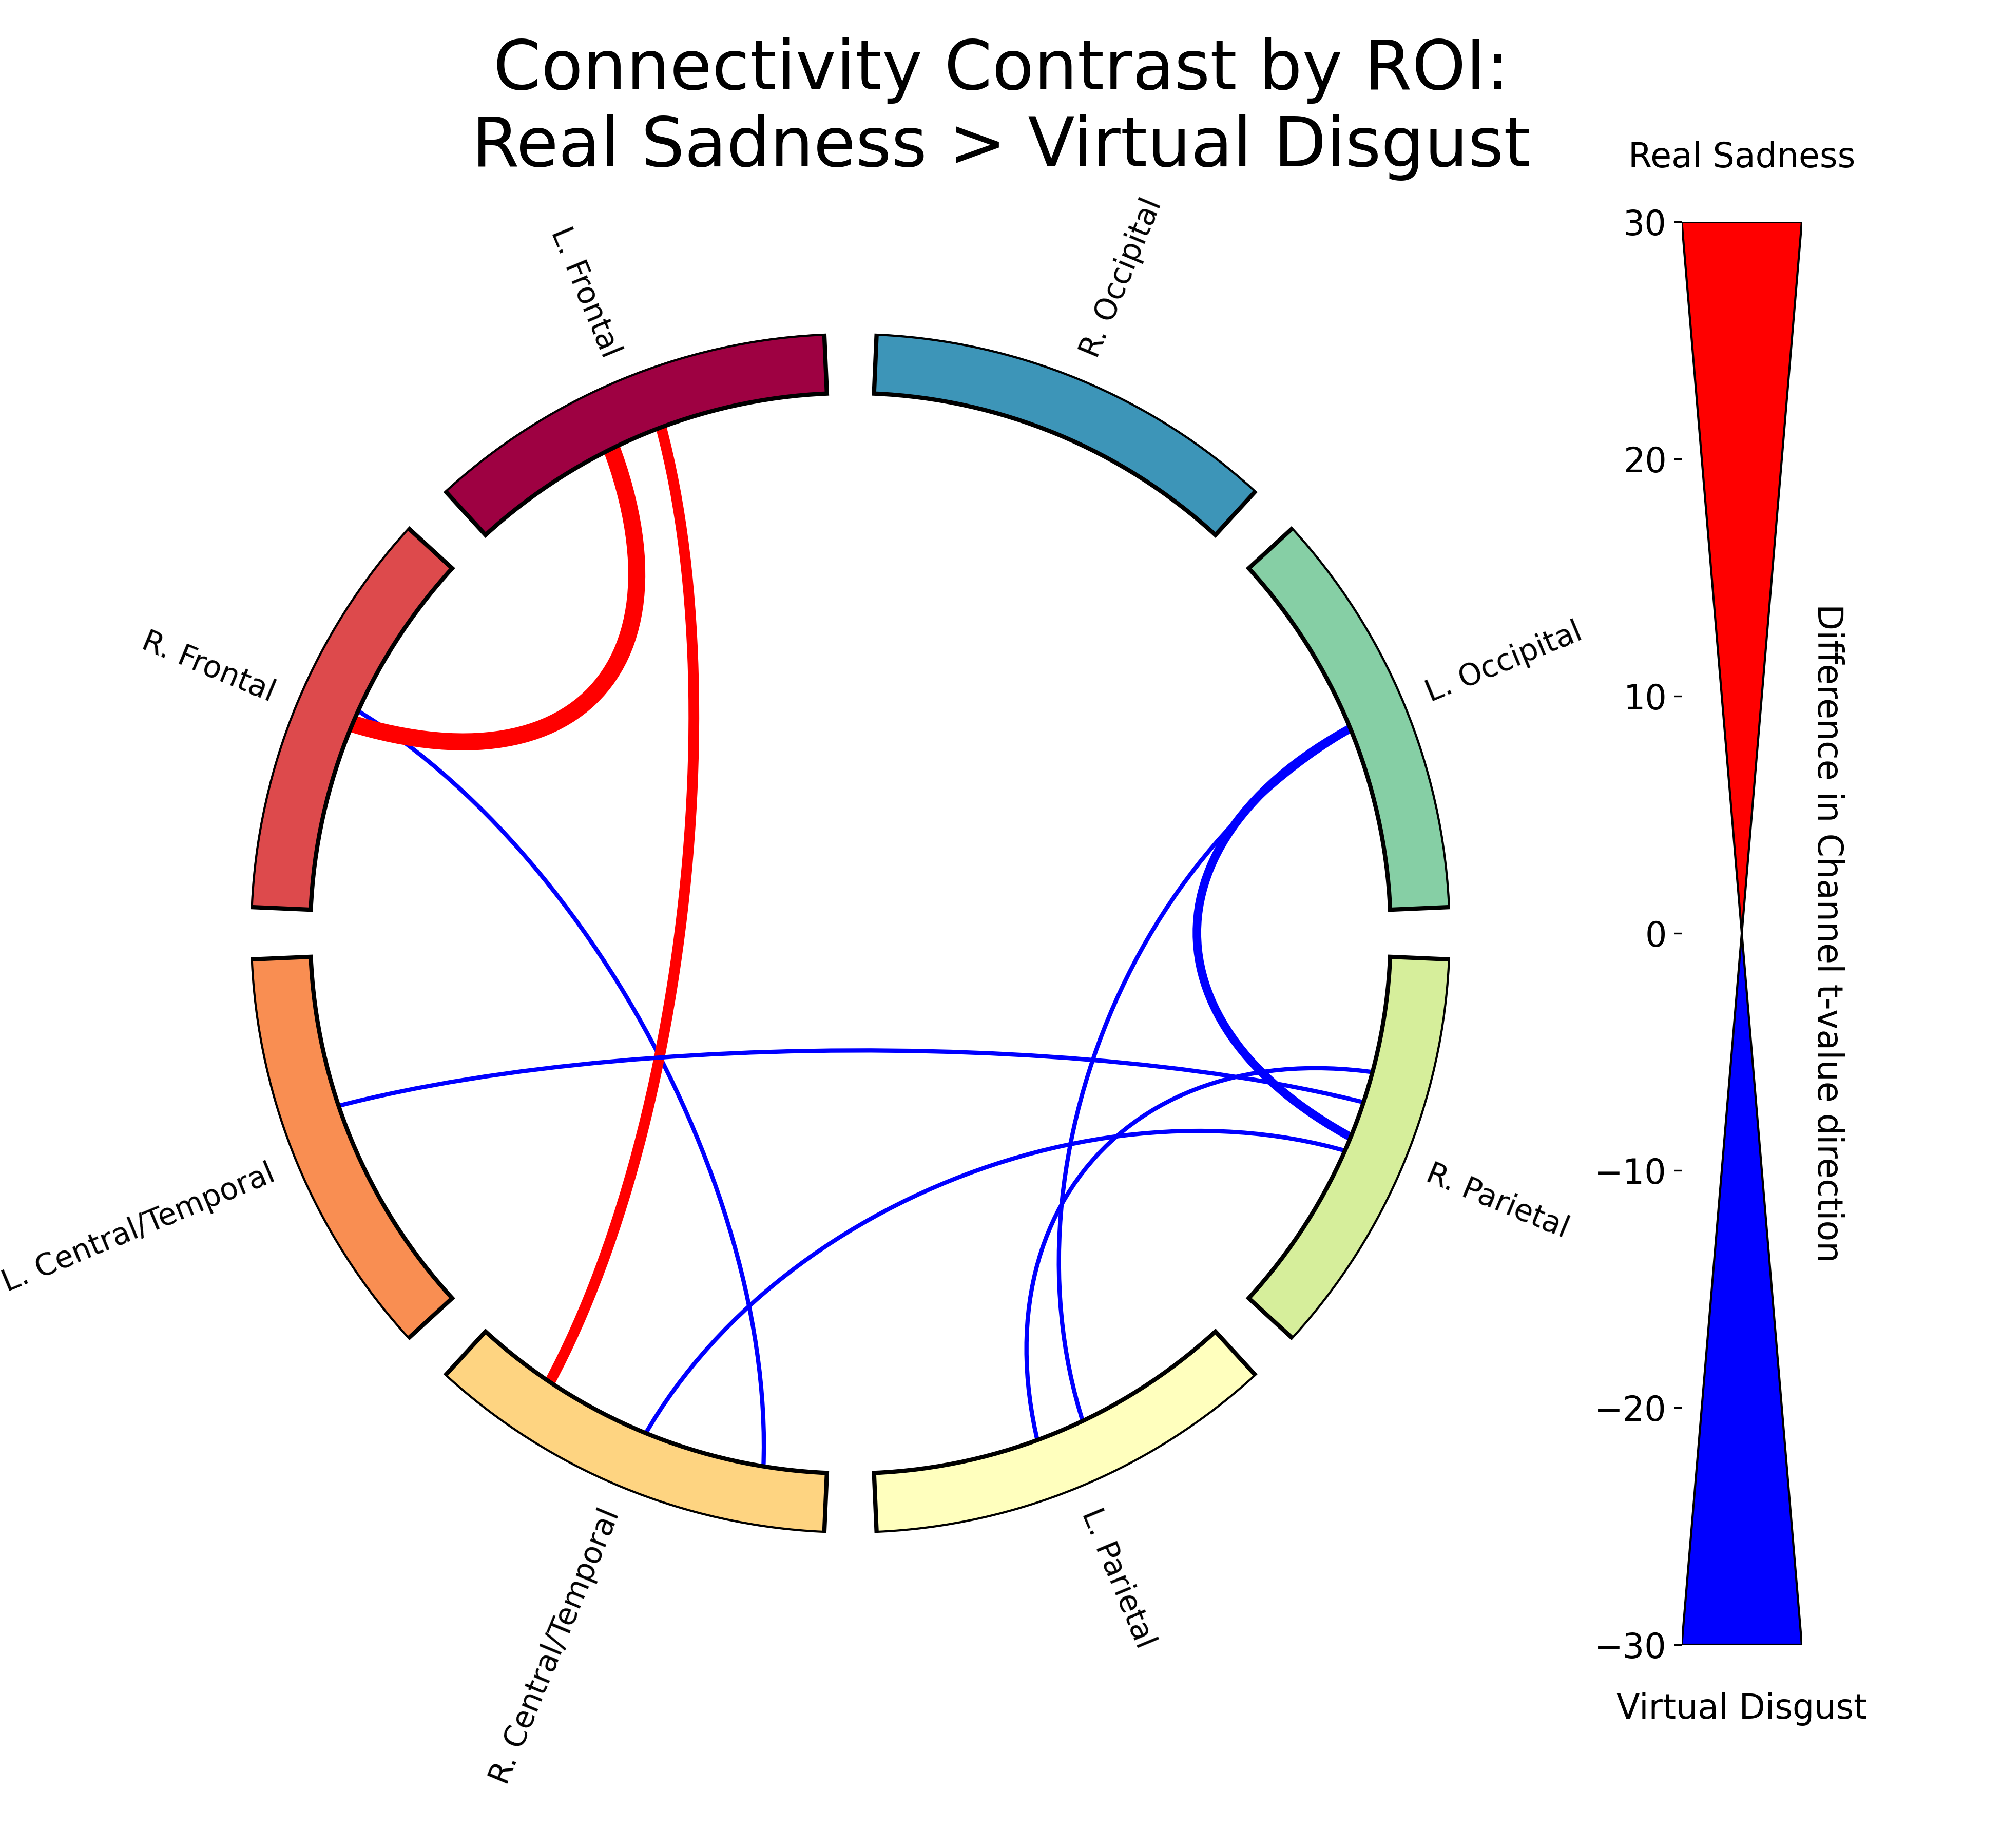 Connectivity Contrast by ROI:
Real Sadness > Virtual Disgust
Real Sadness
L. Frontal
R. Occipital
R. Frontal
L. Occipital
L. Central/Temporal
R. Parietal
R. Central/Temporal
L. Parietal
30
20
10
0
−10
−20
−30
Difference in Channel t-value direction
Virtual Disgust